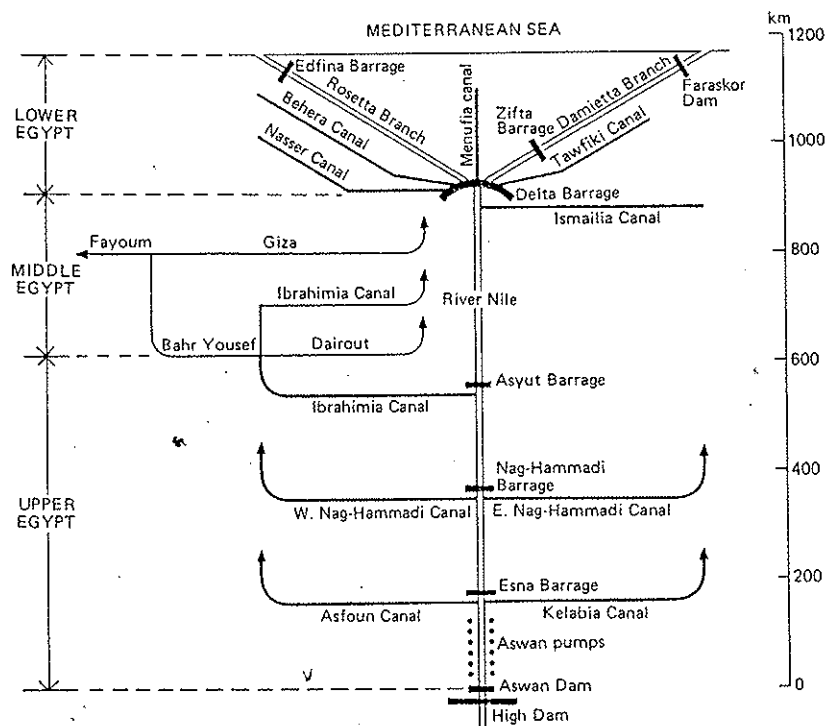 MEDITERRANEAN SEA
km
1200
Edfina Barrage
Rosetta Branch
Behera Canal
Nasser Canal
Menufia canal
Zifta
Barrage
Damietta Branch
Tawfiki Canal
Faraskor
Dam
LOWER
EGYPT
1000
Delta Barrage
Ismailia Canal
Fayoum
Giza
800
MIDDLE
EGYPT
Ibrahimia Canal
River Nile
Bahr Yousef
Dairout
600
Asyut Barrage
Ibrahimia Canal
400
Nag-Hammadi
Barrage
UPPER
EGYPT
W. Nag-Hammadi Canal
E. Nag-Hammadi Canal
200
Esna Barrage
Asfoun Canal
Kelabia Canal
Aswan pumps
Aswan Dam
0
High Dam